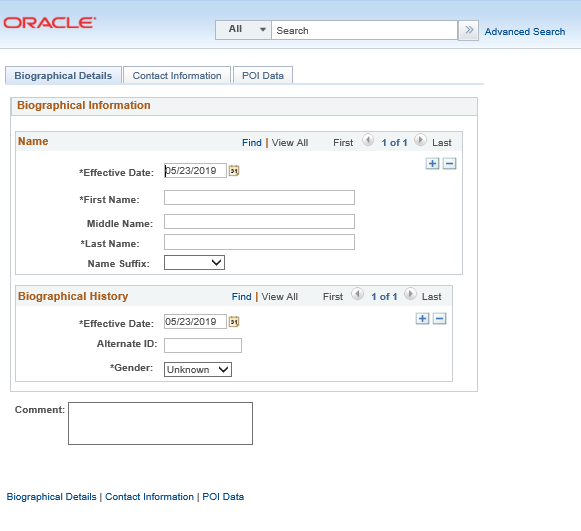 ORACLE®
All Search Advanced Search
Biographical Details Contact Information POI Data
Biographical Information
Name Find | View All First 1 of 1 Last
*Effective Date: 05/23/2019
*First Name:
Middle Name:
*Last Name:
Name Suffix:
Biographical History Find | View All First 1 of 1 Last
*Effective Date: 05/23/2019
Alternate ID:
*Gender: Unknown
Comment:
Biographical Details | Contact Information | POI Data